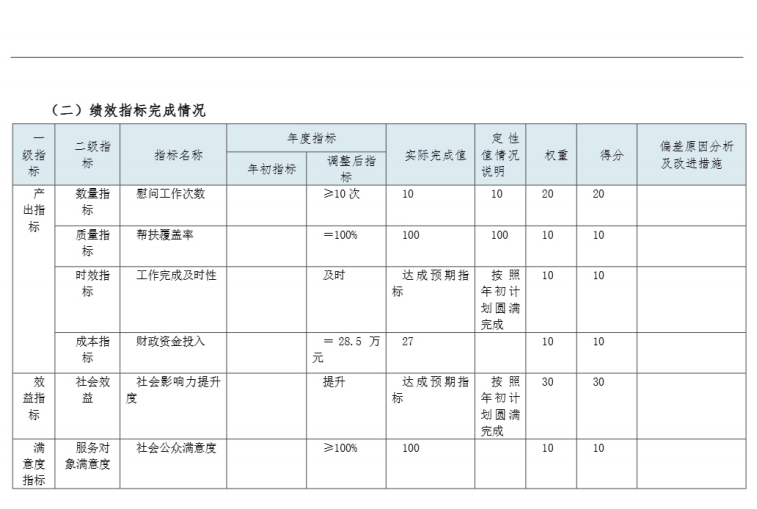 （二）绩效指标完成情况
一级指标 二级指标 指标名称 年度指标 实际完成值 定性值情况说明 权重 得分 偏差原因分析及改进措施
年初指标 调整后指标
产出指标 数量指标 慰问工作次数 ≥10 次 10 10 20 20
质量指标 帮扶覆盖率 ＝100% 100 100 10 10
时效指标 工作完成及时性 及时 达成预期指标 按照年初计划圆满完成 10 10
成本指标 财政资金投入 ＝ 28.5 万元 27 10 10
效益指标 社会效益 社会影响力提升度 提升 达成预期指标 按照年初计划圆满完成 30 30
满意度指标 服务对象满意度 社会公众满意度 ≥100% 100 10 10